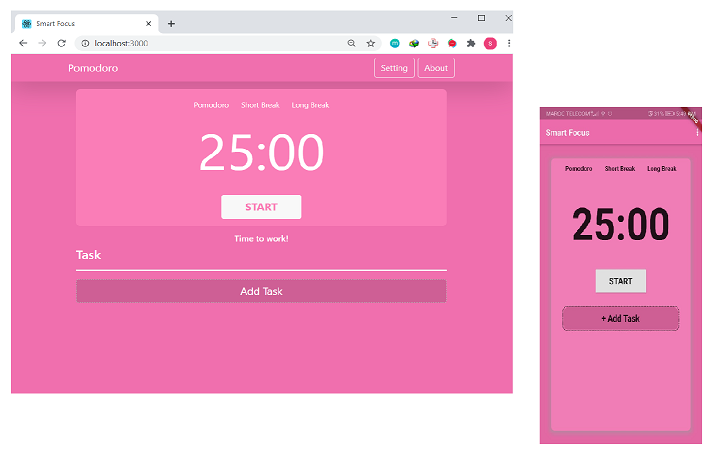 Smart Focus
localhost:3000
Pomodoro
Setting
About
Pomodoro Short Break Long Break
25:00
START
Time to work!
Task
Add Task
MAROC TELECOM
Smart Focus
Pomodoro Short Break Long Break
25:00
START
+ Add Task